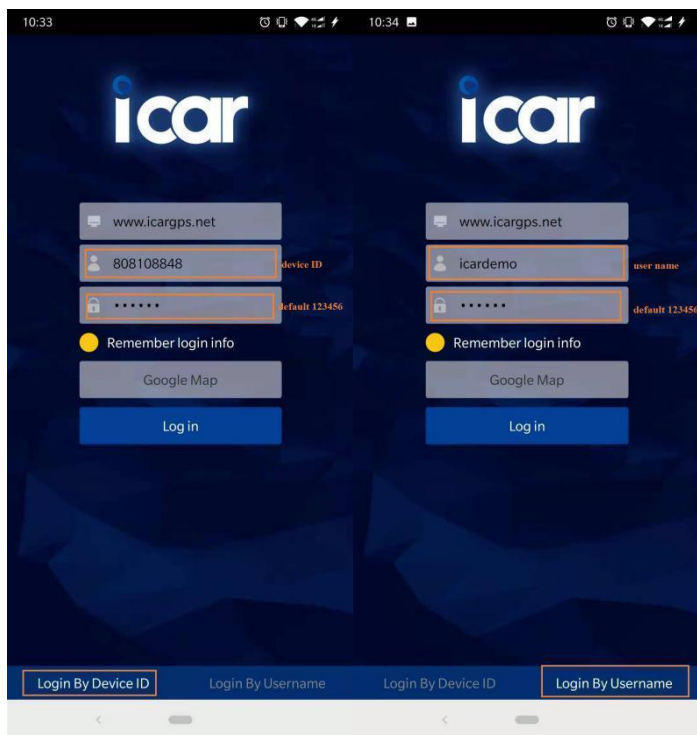 10:33
icar
www.icargps.net
808108848
device ID
••••••
default 123456
Remember login info
Google Map
Log in
Login By Device ID
Login By Username
10:34
icar
www.icargps.net
icardemo
user name
••••••
default 123456
Remember login info
Google Map
Log in
Login By Device ID
Login By Username